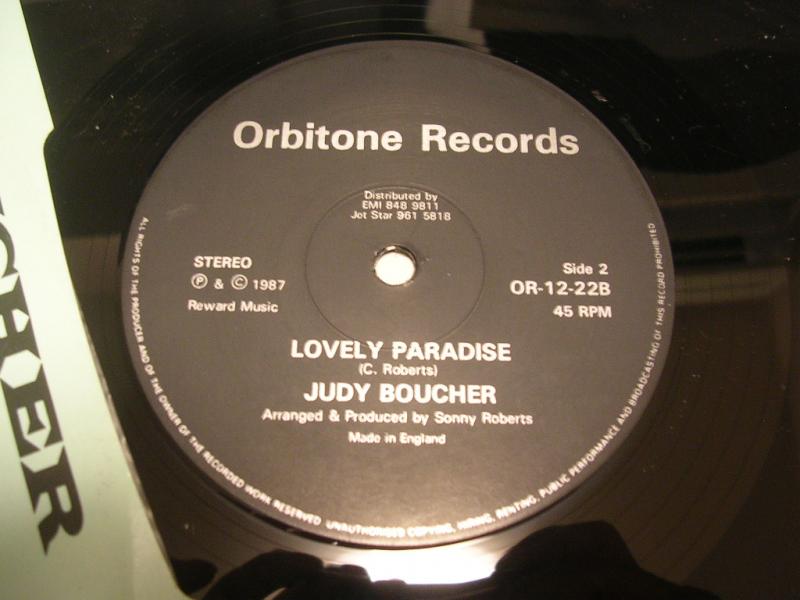 Orbitone Records
Distributed by
EMI 848 9811
Jet Star 961 5818
STEREO
Ⓟ & © 1987
Reward Music
Side 2
OR-12-22B
45 RPM
LOVELY PARADISE
(C. Roberts)
JUDY BOUCHER
Arranged & Produced by Sonny Roberts
Made in England
ALL RIGHTS OF THE PRODUCER AND OF THE OWNER OF THE RECORDED WORK RESERVED UNAUTHORISED COPYING, HIRING, RENTING, PUBLIC PERFORMANCE AND BROADCASTING OF THIS RECORD PROHIBITED